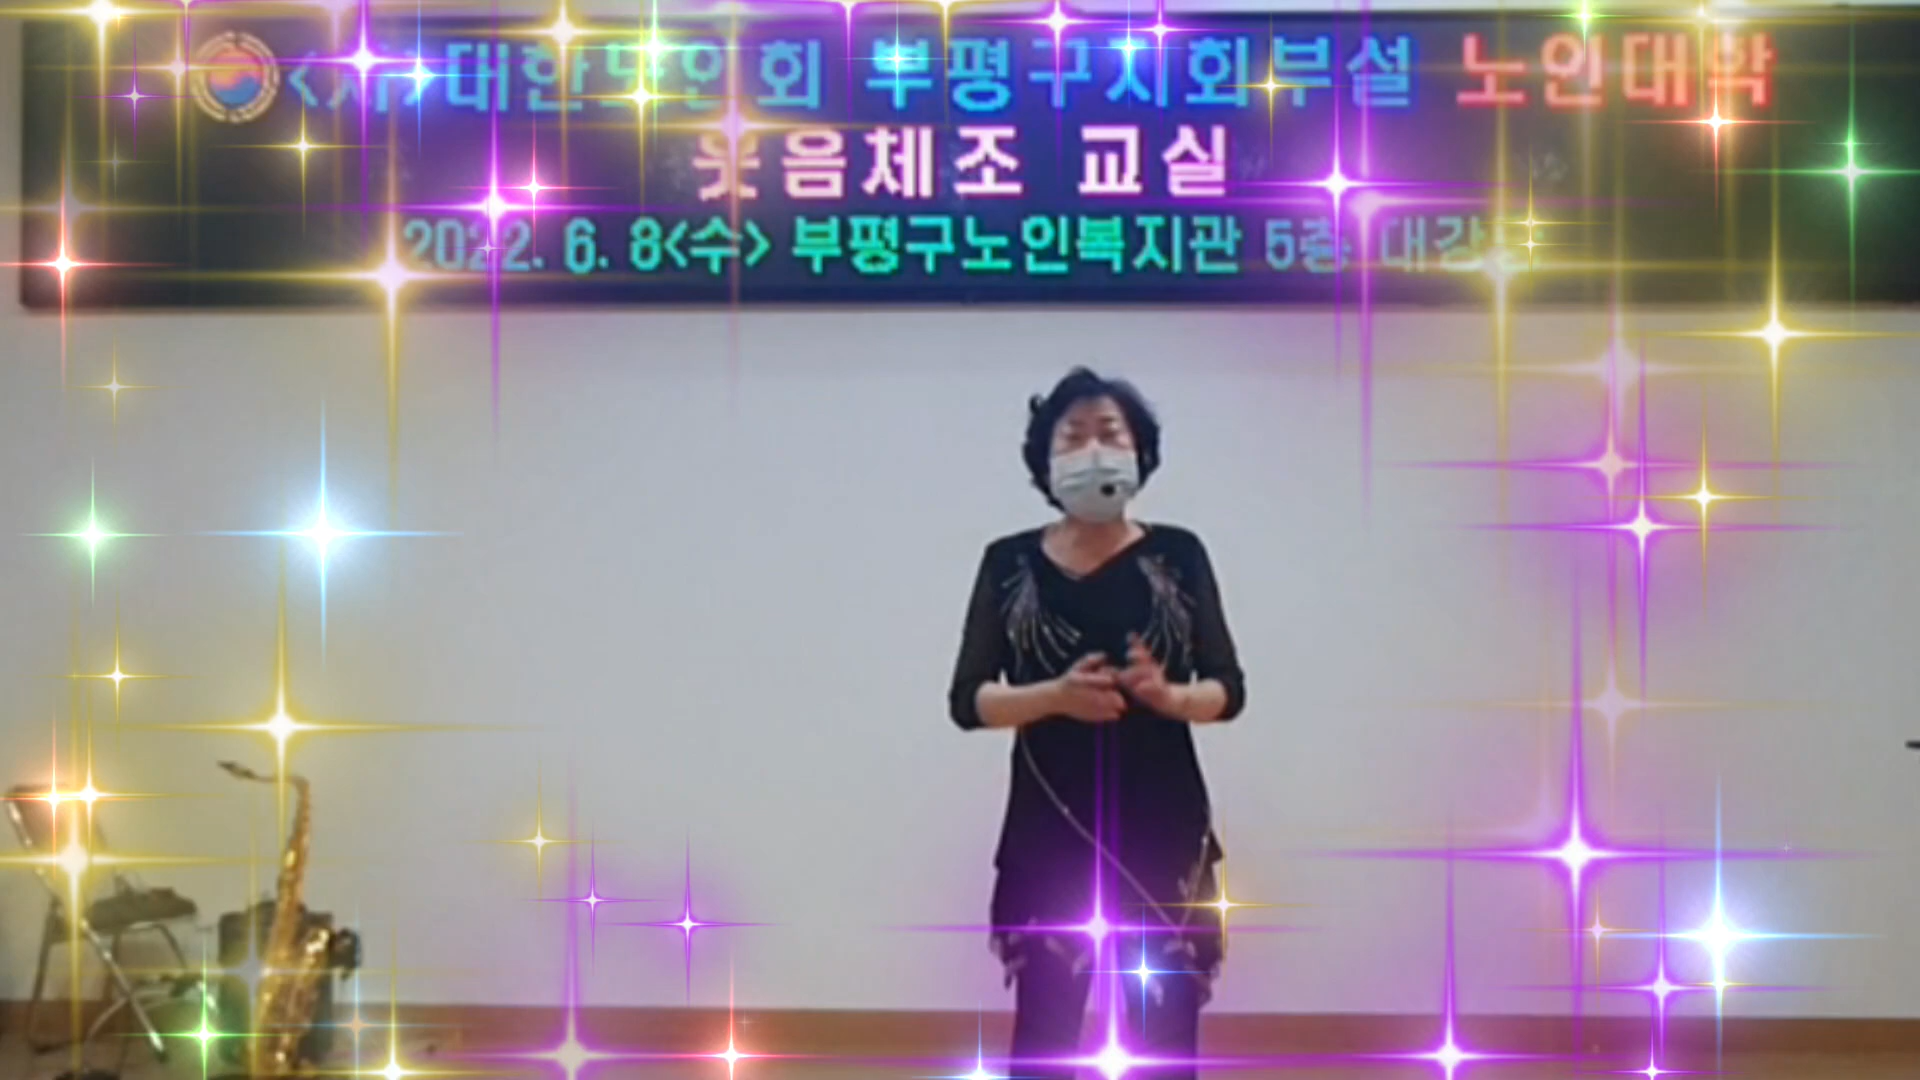 <사>대한노인회 부평구지회부설 노인대학
웃음체조 교실
2022. 6. 8<수> 부평구노인복지관 5층 대강당